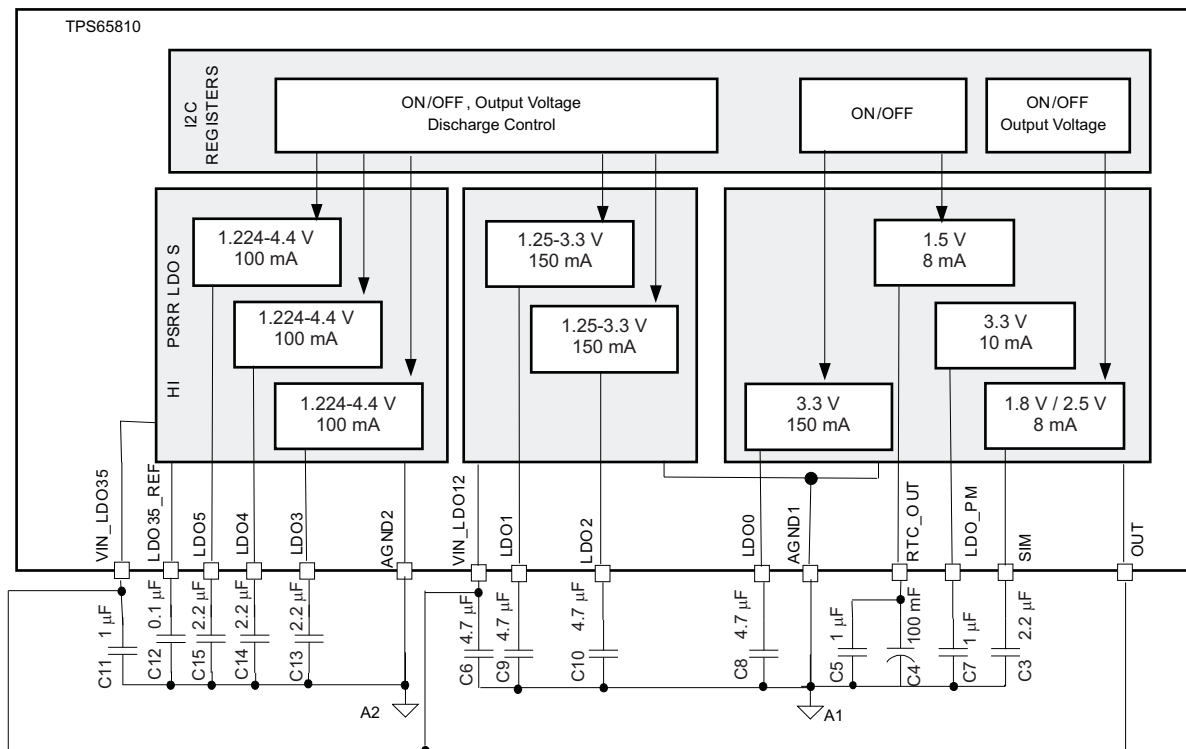 TPS65810
I2C
REGISTERS
ON/OFF , Output Voltage
Discharge Control
ON/OFF
ON/OFF
Output Voltage
HI PSRR LDO S
1.224-4.4 V
100 mA
1.224-4.4 V
100 mA
1.224-4.4 V
100 mA
1.25-3.3 V
150 mA
1.25-3.3 V
150 mA
1.5 V
8 mA
3.3 V
10 mA
3.3 V
150 mA
1.8 V / 2.5 V
8 mA
VIN_LDO35
LDO35_REF
LDO5
LDO4
LDO3
AGND2
VIN_LDO12
LDO1
LDO2
LDO0
AGND1
RTC_OUT
LDO_PM
SIM
OUT
C11 1 μF
C12 0.1 μF
C15 2.2 μF
C14 2.2 μF
C13 2.2 μF
C6 4.7 μF
C9 4.7 μF
C10 4.7 μF
C8 4.7 μF
C5 1 μF
C4 100 mF
C7 1 μF
C3 2.2 μF
A2
A1